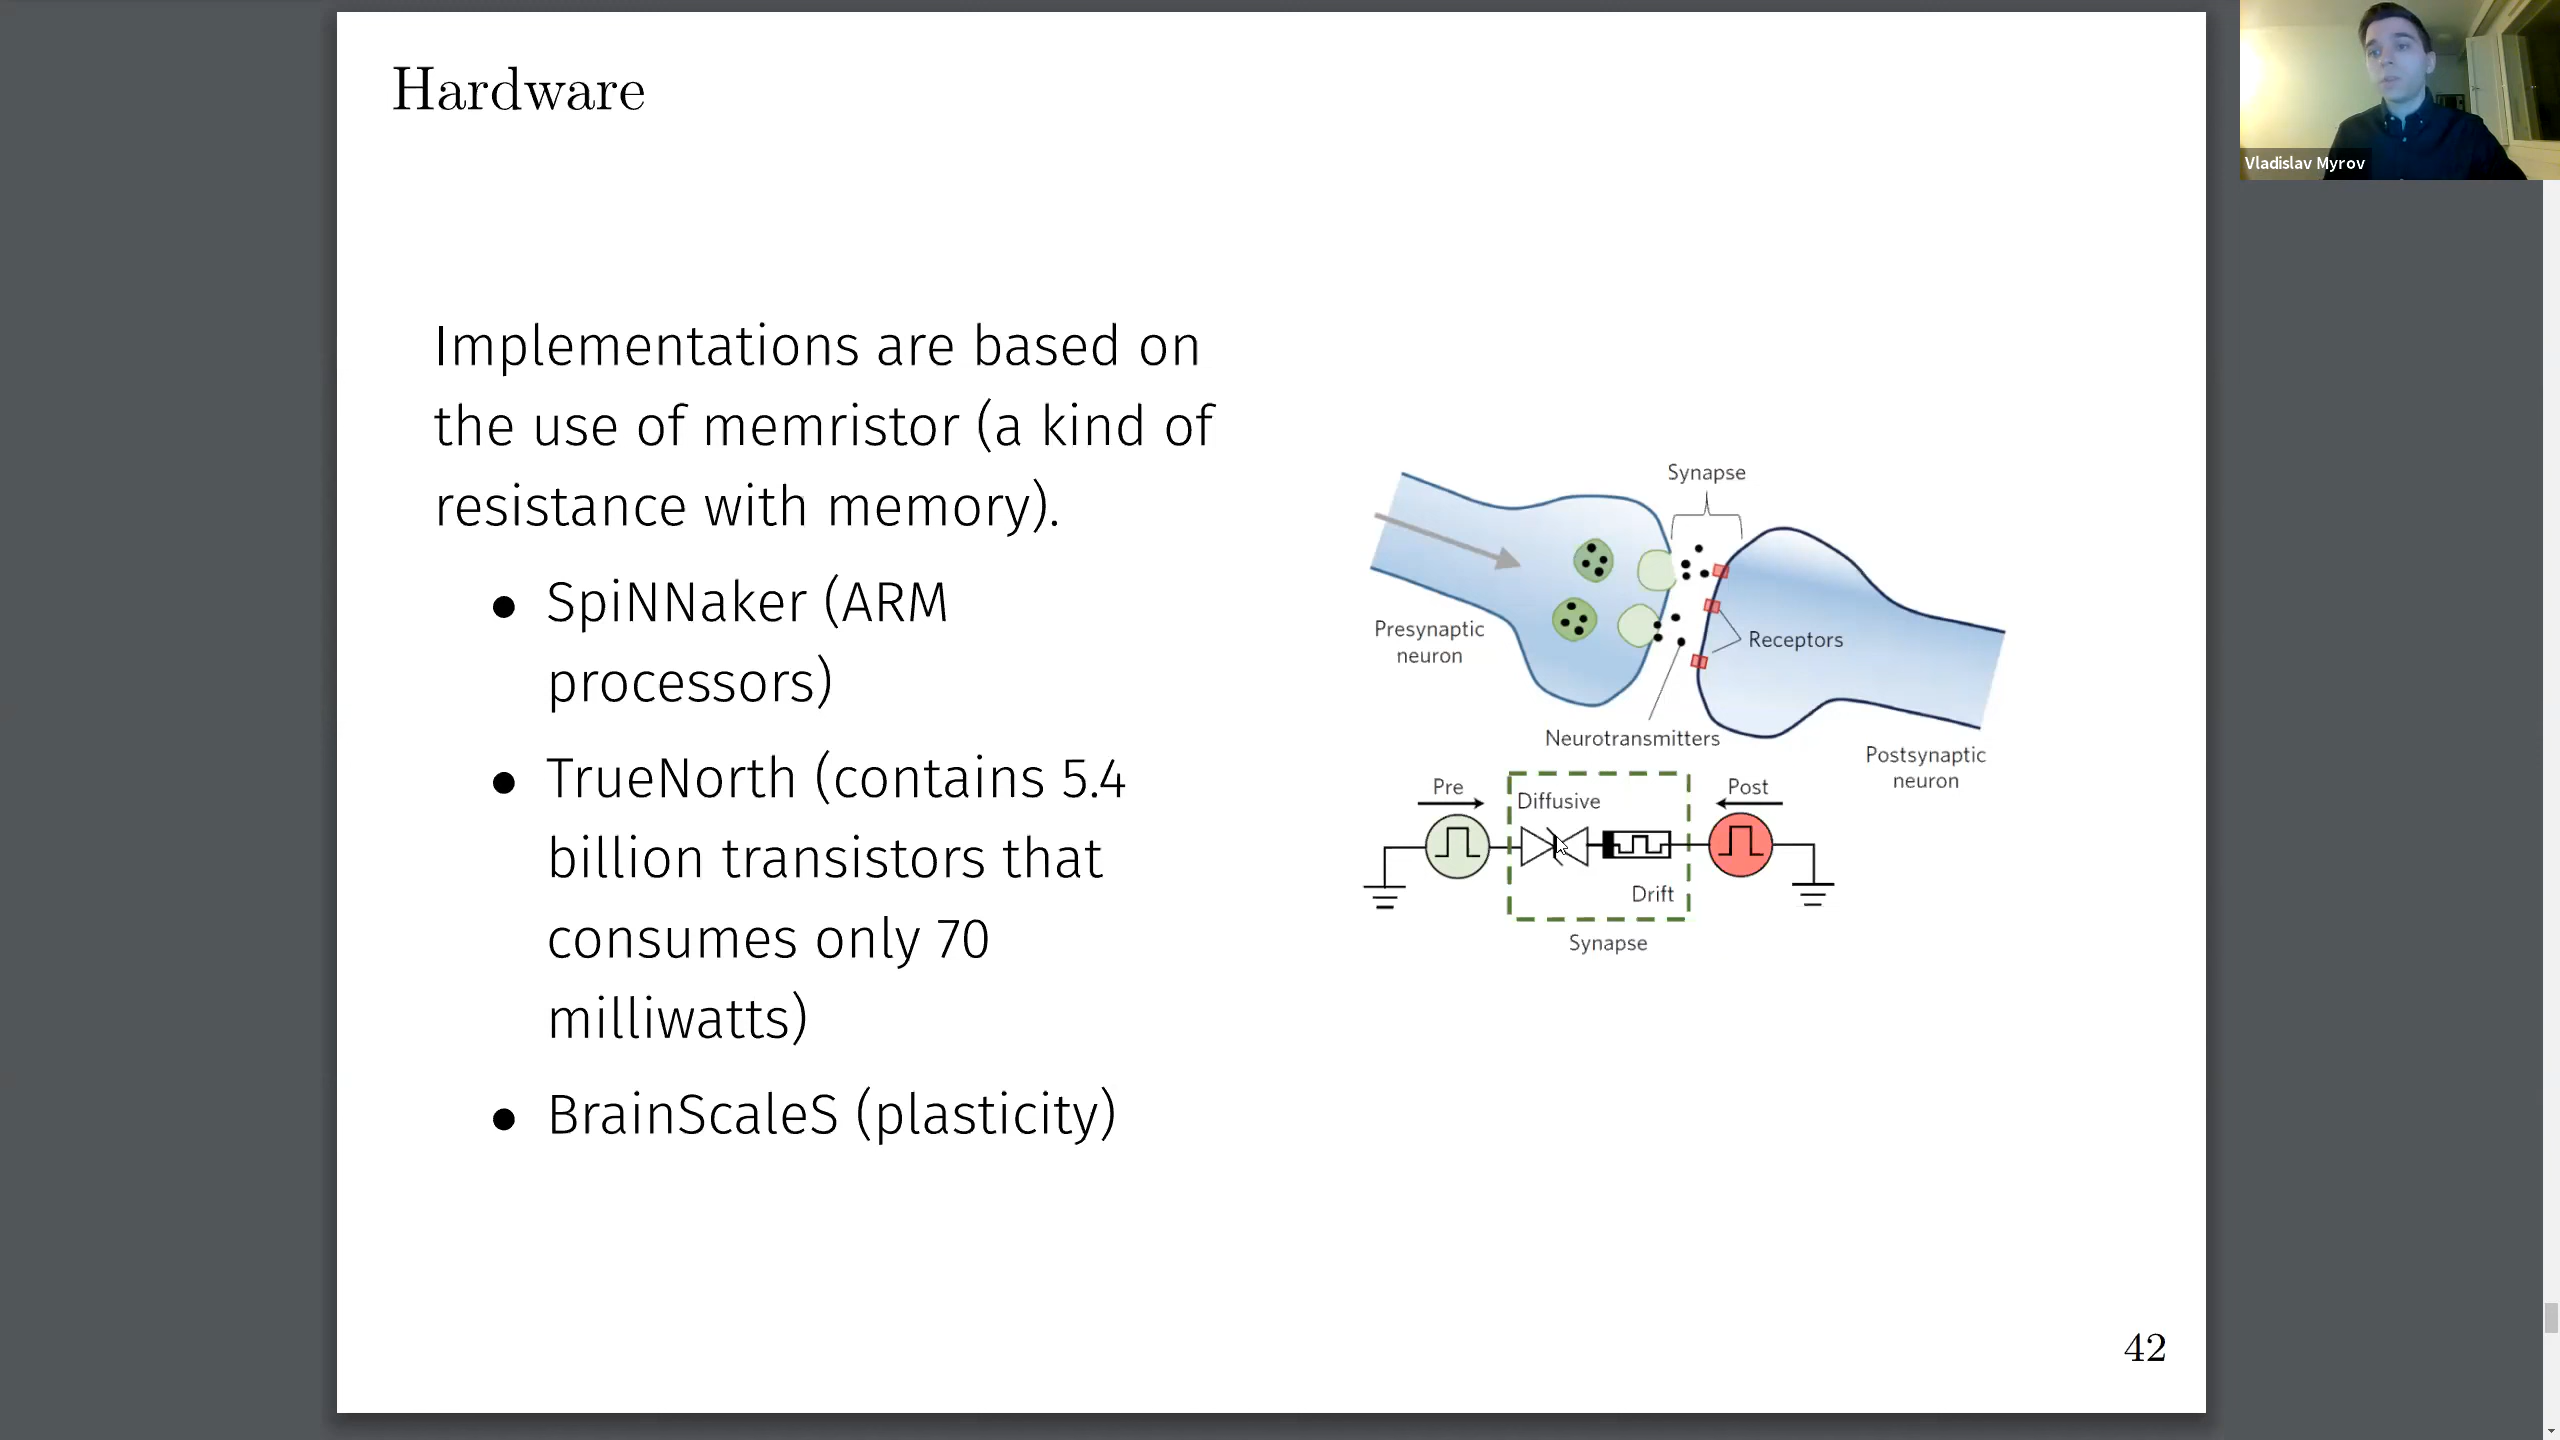 Hardware
Vladislav Myrov
Implementations are based on
the use of memristor (a kind of
resistance with memory).
• SpiNNaker (ARM
processors)
• TrueNorth (contains 5.4
billion transistors that
consumes only 70
milliwatts)
• BrainScaleS (plasticity)
Synapse
Presynaptic
neuron
Receptors
Neurotransmitters
Postsynaptic
neuron
Pre
Diffusive
Post
Drift
Synapse
42